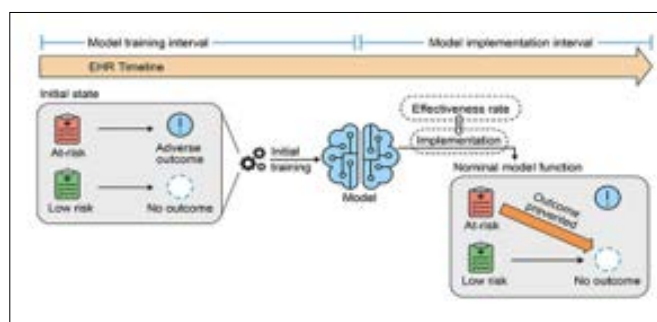 Model training interval
Model implementation interval
EHR Timeline
Initial state
At-risk
Adverse
outcome
Low risk
No outcome
Initial
training
Model
Effectiveness rate
Implementation
Nominal model function
At-risk
Outcome
prevented
Low risk
No outcome